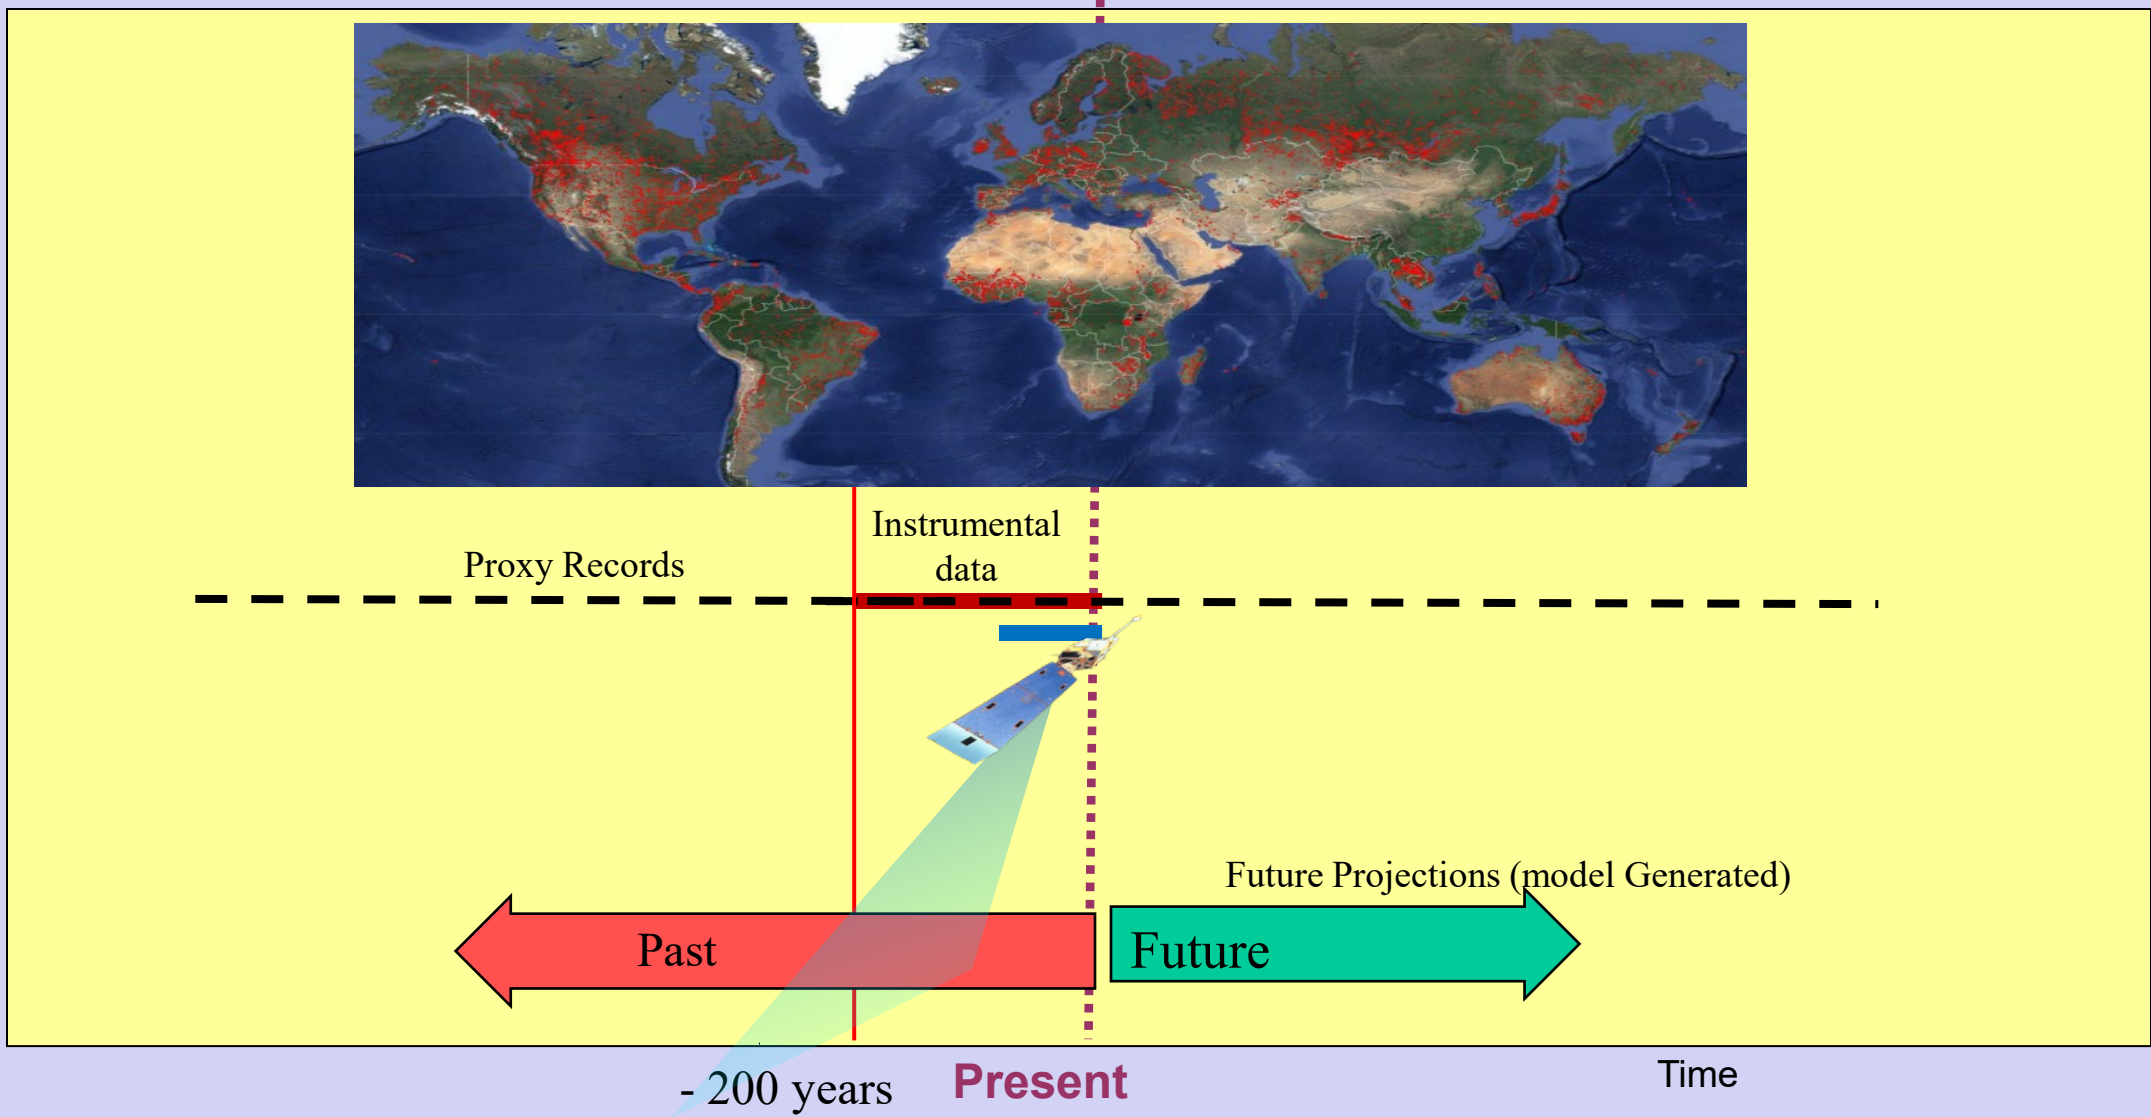 Instrumental
data
Proxy Records
Future Projections (model Generated)
Past
Future
- 200 years
Present
Time